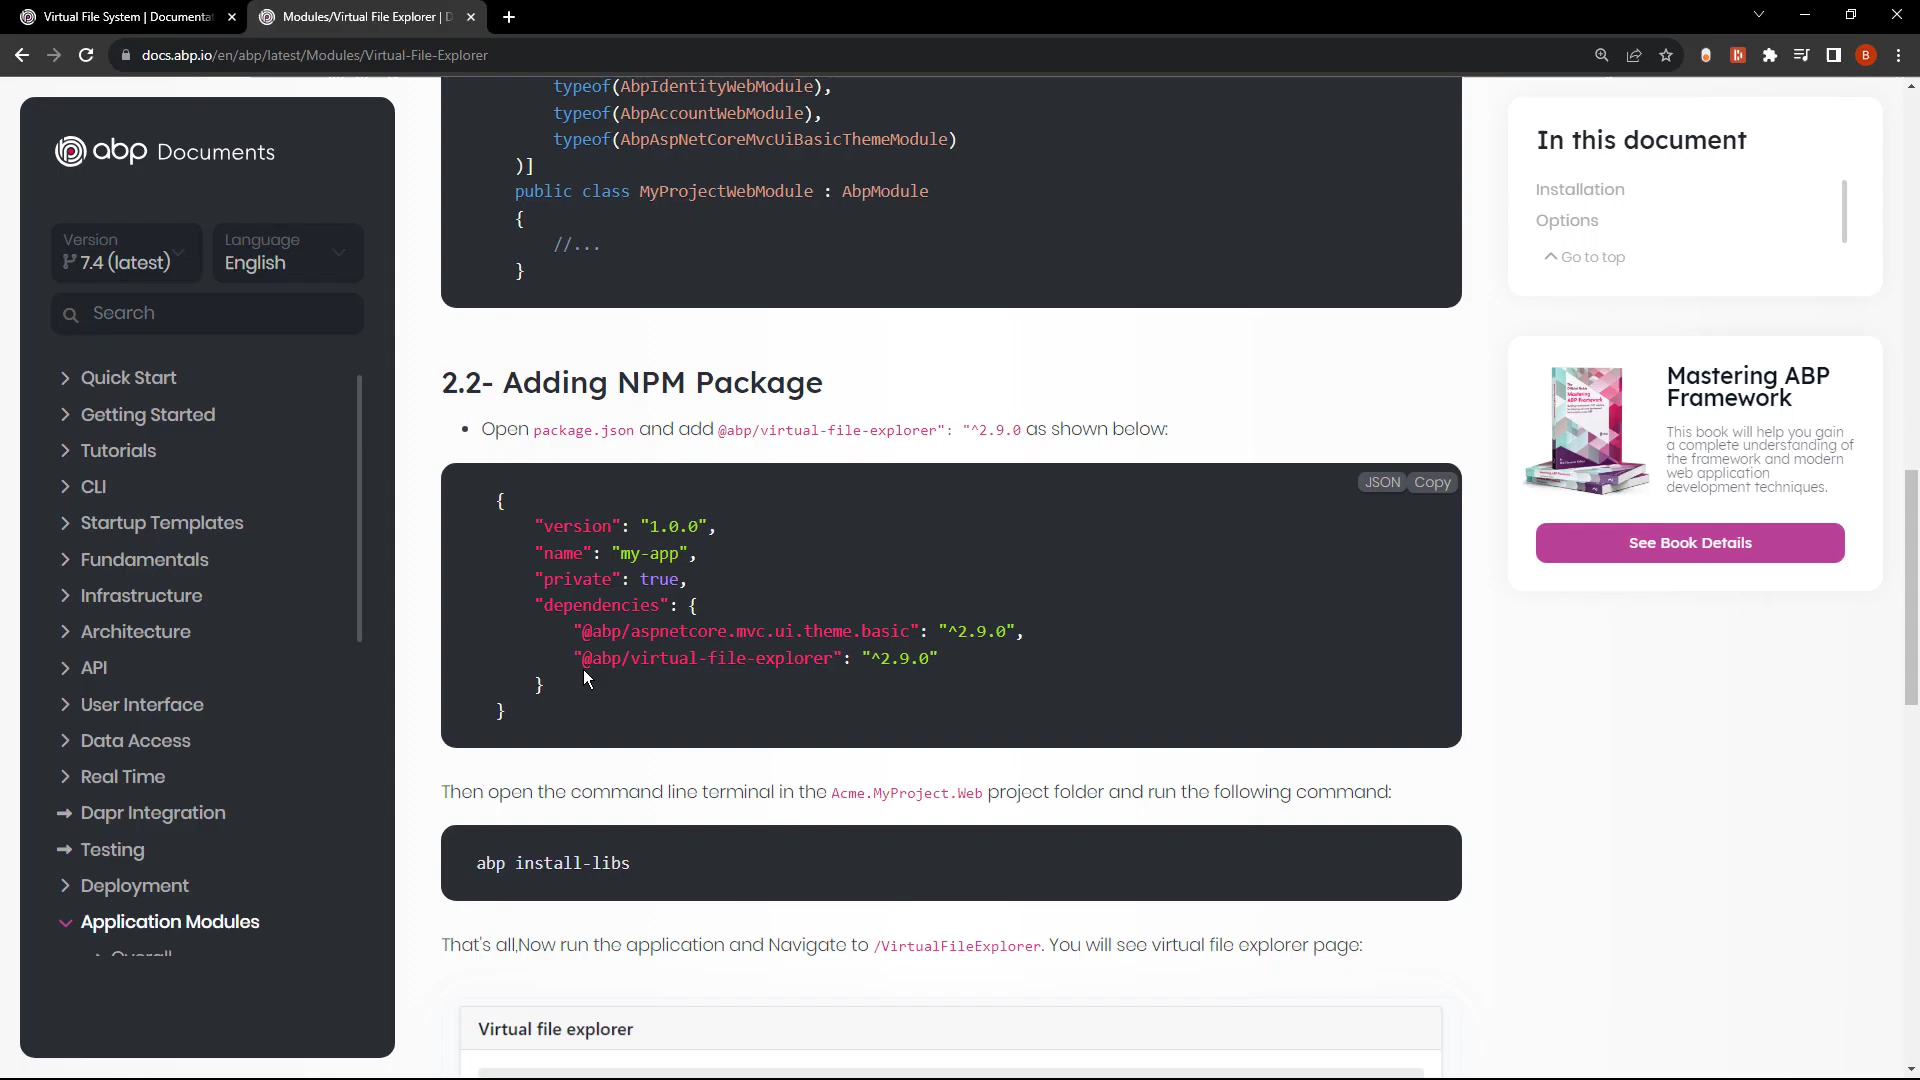 Virtual File System | Documenta
Modules/Virtual File Explorer | D
docs.abp.io/en/abp/latest/Modules/Virtual-File-Explorer
B
abp Documents
Version
7.4 (latest)
Language
English
Search
Quick Start
Getting Started
Tutorials
CLI
Startup Templates
Fundamentals
Infrastructure
Architecture
API
User Interface
Data Access
Real Time
Dapr Integration
Testing
Deployment
Application Modules
Overall
typeof(AbpIdentityWebModule),
typeof(AbpAccountWebModule),
typeof(AbpAspNetCoreMvcUiBasicThemeModule)
)]
public class MyProjectWebModule : AbpModule
{
//...
}
2.2- Adding NPM Package
Open package.json and add @abp/virtual-file-explorer": "^2.9.0 as shown below:
JSON Copy
{
"version": "1.0.0",
"name": "my-app",
"private": true,
"dependencies": {
"@abp/aspnetcore.mvc.ui.theme.basic": "^2.9.0",
"@abp/virtual-file-explorer": "^2.9.0"
}
}
Then open the command line terminal in the Acme.MyProject.Web project folder and run the following command:
abp install-libs
That's all,Now run the application and Navigate to /VirtualFileExplorer. You will see virtual file explorer page:
Virtual file explorer
In this document
Installation
Options
Go to top
Mastering ABP
Framework
This book will help you gain
a complete understanding of
the framework and modern
web application
development techniques.
See Book Details